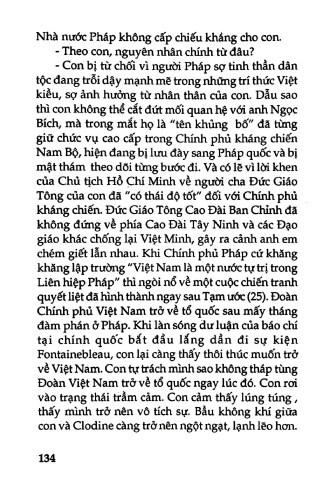 Nhà nước Pháp không cấp chiếu kháng cho con.
- Theo con, nguyên nhân chính từ đâu?
- Con bị từ chối vì người Pháp sợ tinh thần dân
tộc đang trỗi dậy mạnh mẽ trong những trí thức Việt
kiều, sợ ảnh hưởng từ nhân thân của con. Dẫu sao
thì con không thể cắt đứt mối quan hệ với anh Ngọc
Bích, mà trong mắt họ là "tên khủng bố" đã từng
giữ chức vụ cao cấp trong Chính phủ kháng chiến
Nam Bộ, hiện đang bị lưu đày sang Pháp quốc và bị
mật thám theo dõi từng bước đi. Và có lẽ vì lời khen
của Chủ tịch Hồ Chí Minh về người cha Đức Giáo
Tông của con đã "có thái độ tốt" đối với Chính phủ
kháng chiến. Đức Giáo Tông Cao Đài Ban Chỉnh đã
không đứng về phía Cao Đài Tây Ninh và các Đạo
giáo khác chống lại Việt Minh, gây ra cảnh anh em
chém giết lẫn nhau. Khi Chính phủ Pháp cứ khăng
khăng lập trường "Việt Nam là một nước tự trị trong
Liên hiệp Pháp" thì ngòi nổ về một cuộc chiến tranh
quyết liệt đã hình thành ngay sau Tạm ước (25). Đoàn
Chính phủ Việt Nam trở về tổ quốc sau mấy tháng
đàm phán ở Pháp. Khi làn sóng dư luận của báo chí
tại chính quốc bắt đầu lắng dần đi sự kiện
Fontainebleau, con lại càng thấy thôi thúc muốn trở
về Việt Nam. Con tự trách mình sao không tháp tùng
Đoàn Việt Nam trở về tổ quốc ngay lúc đó. Con rơi
vào trạng thái trầm cảm. Con cảm thấy lúng túng ,
thấy mình trở nên vô tích sự. Bầu không khí giữa
con và Clodine càng trở nên ngột ngạt, lạnh lẽo hơn.
134